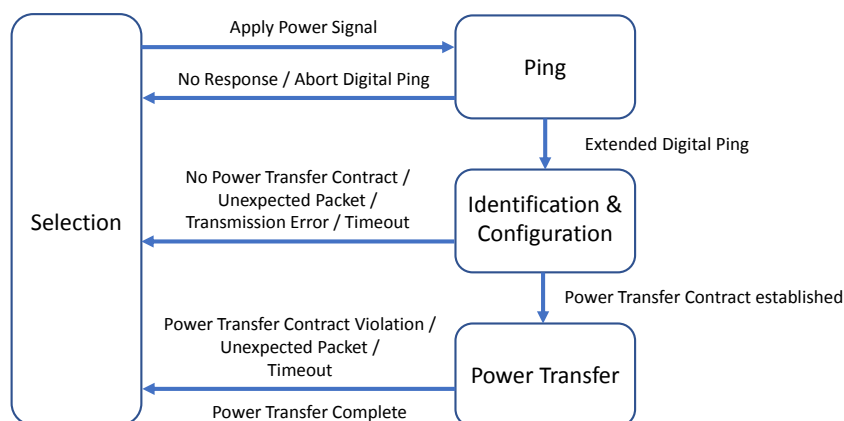 Apply Power Signal
Ping
No Response / Abort Digital Ping
Extended Digital Ping
No Power Transfer Contract /
Unexpected Packet /
Transmission Error / Timeout
Selection
Identification &
Configuration
Power Transfer Contract established
Power Transfer Contract Violation /
Unexpected Packet /
Timeout
Power Transfer
Power Transfer Complete